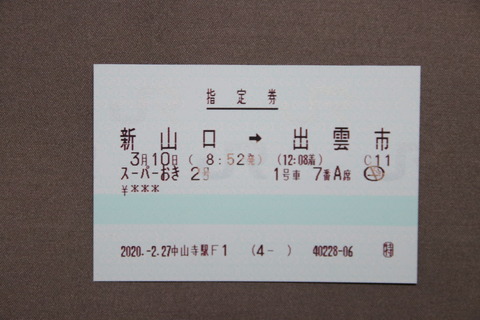 指定券
新山口 → 出雲市
3月10日 ( 8:52発) (12:08着) C11
スーパーおき 2号 1号車 7番A席
￥***
2020.-2.27中山寺駅F1 (4- ) 40228-06